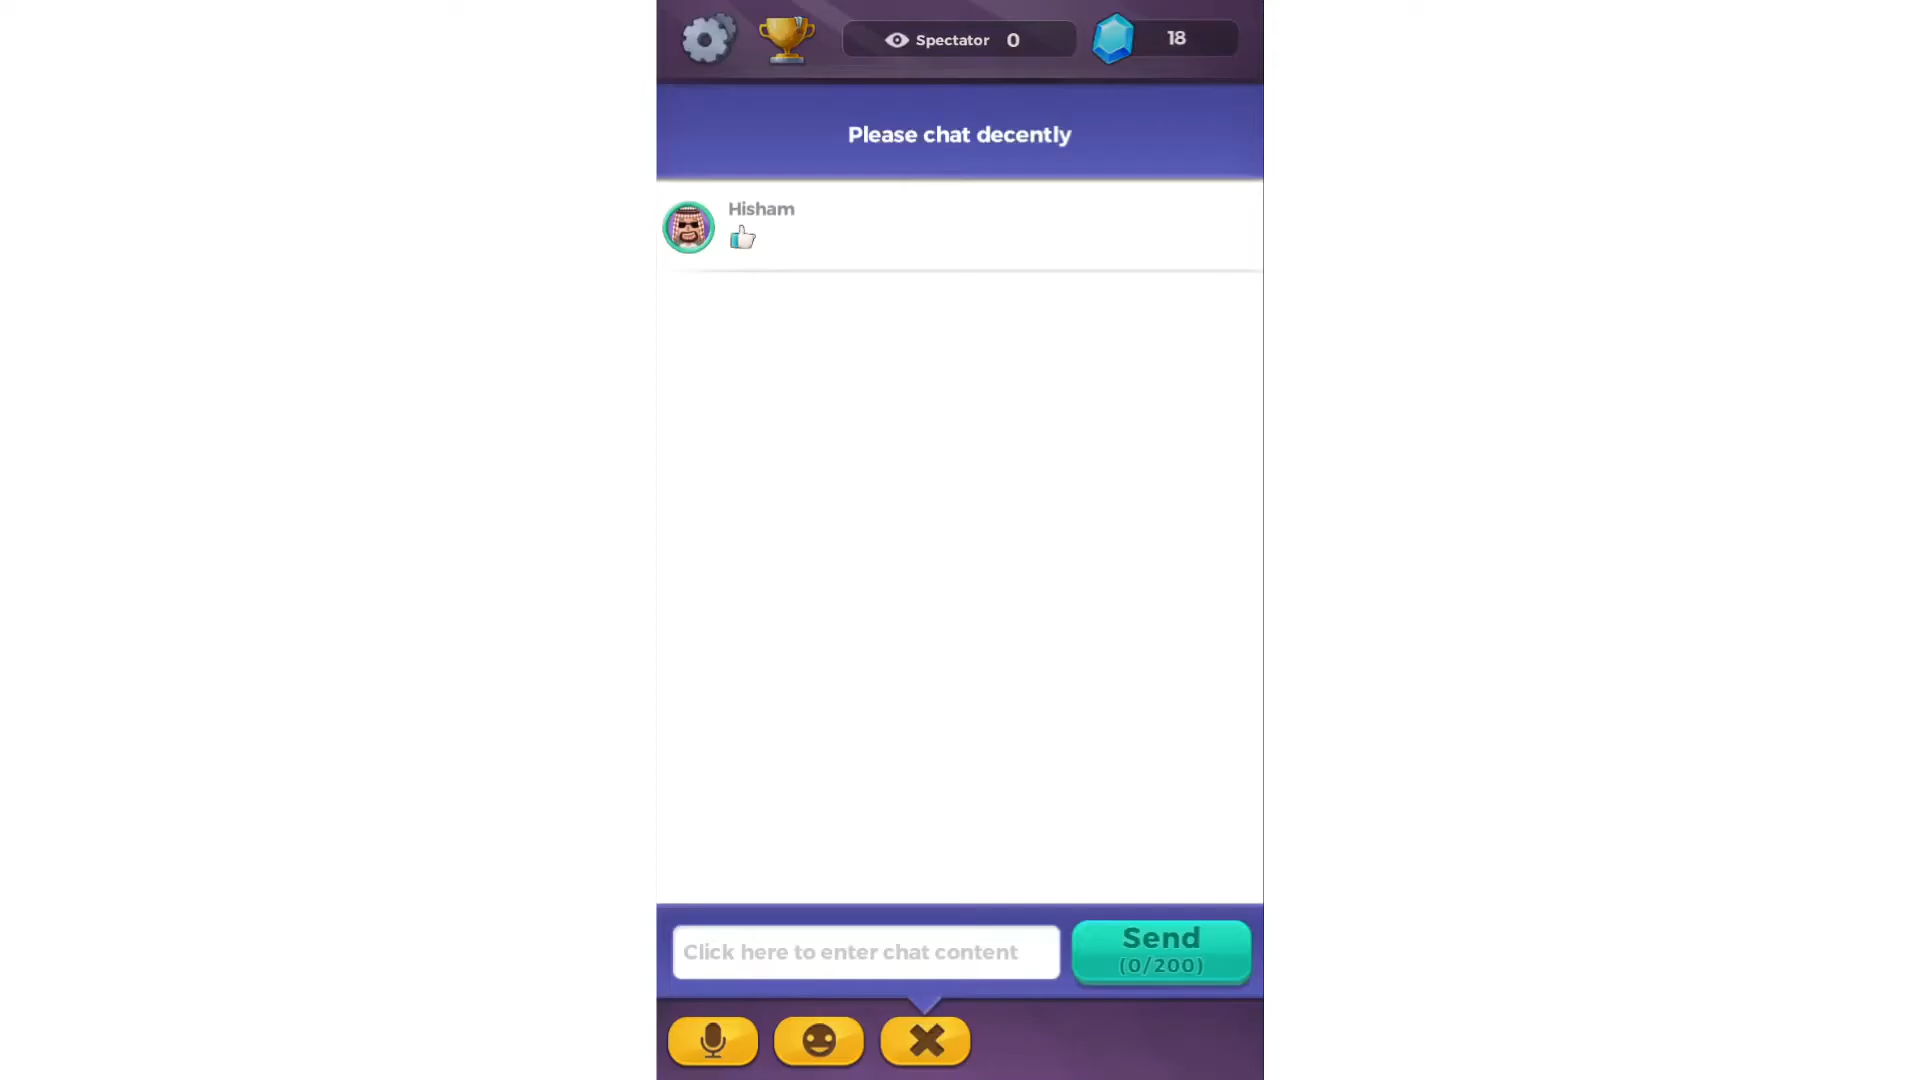 Spectator 0
18
Please chat decently
Hisham
Click here to enter chat content
Send
(0/200)